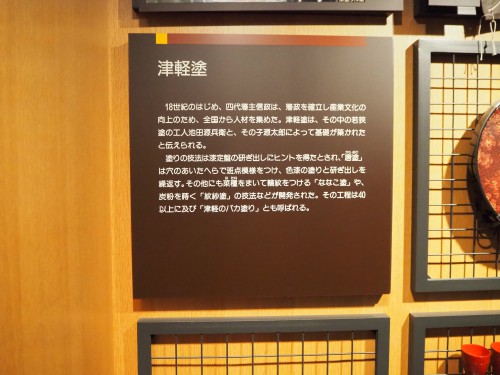 津軽塗
18世紀のはじめ、四代藩主信政は、藩政を確立し産業文化の
向上のため、全国から人材を集めた。津軽塗は、その中の若狭
塗の工人池田源兵衛と、その子源太郎によって基礎が築かれた
と伝えられる。
塗りの技法は漆定盤の研ぎ出しにヒントを得たとされ、「唐塗」
は穴のあいたへらで斑点模様をつけ、色漆の塗りと研ぎ出しを
繰返す。その他にも菜種をまいて輪紋をつける「ななこ塗」や、
炭粉を蒔く「紋紗塗」の技法などが開発された。その工程は40
以上に及び「津軽のバカ塗り」とも呼ばれる。